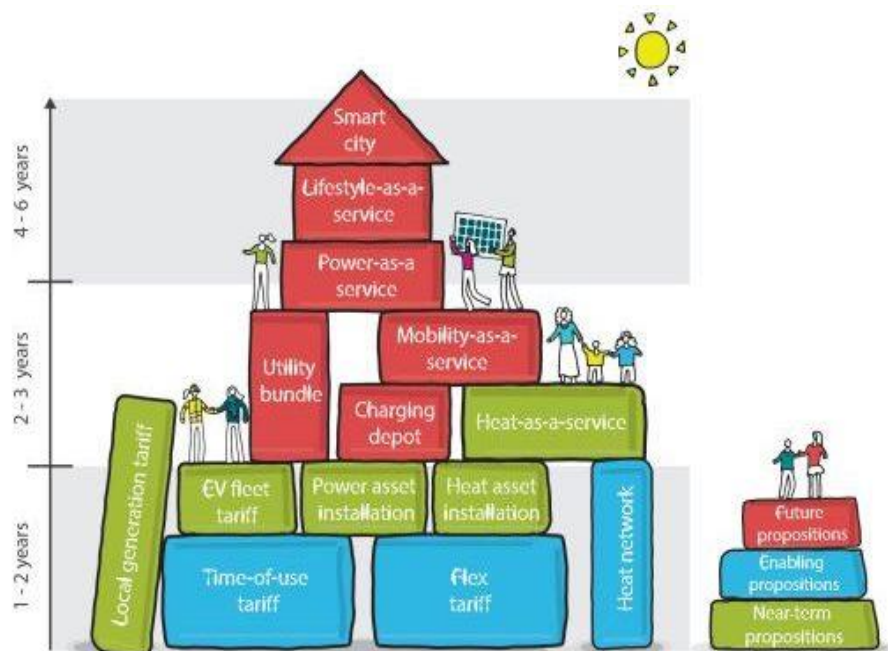 4 - 6 years
2 - 3 years
1 - 2 years
Smart
city
Lifestyle-as-a-
service
Power-as-a
service
Utility
bundle
Mobility-as-a-
service
Charging
depot
Heat-as-a-service
Local generation tariff
EV fleet
tariff
Power asset
installation
Heat asset
installation
Time-of-use
tariff
Flex
tariff
Heat network
Future
propositions
Enabling
propositions
Near-term
propositions